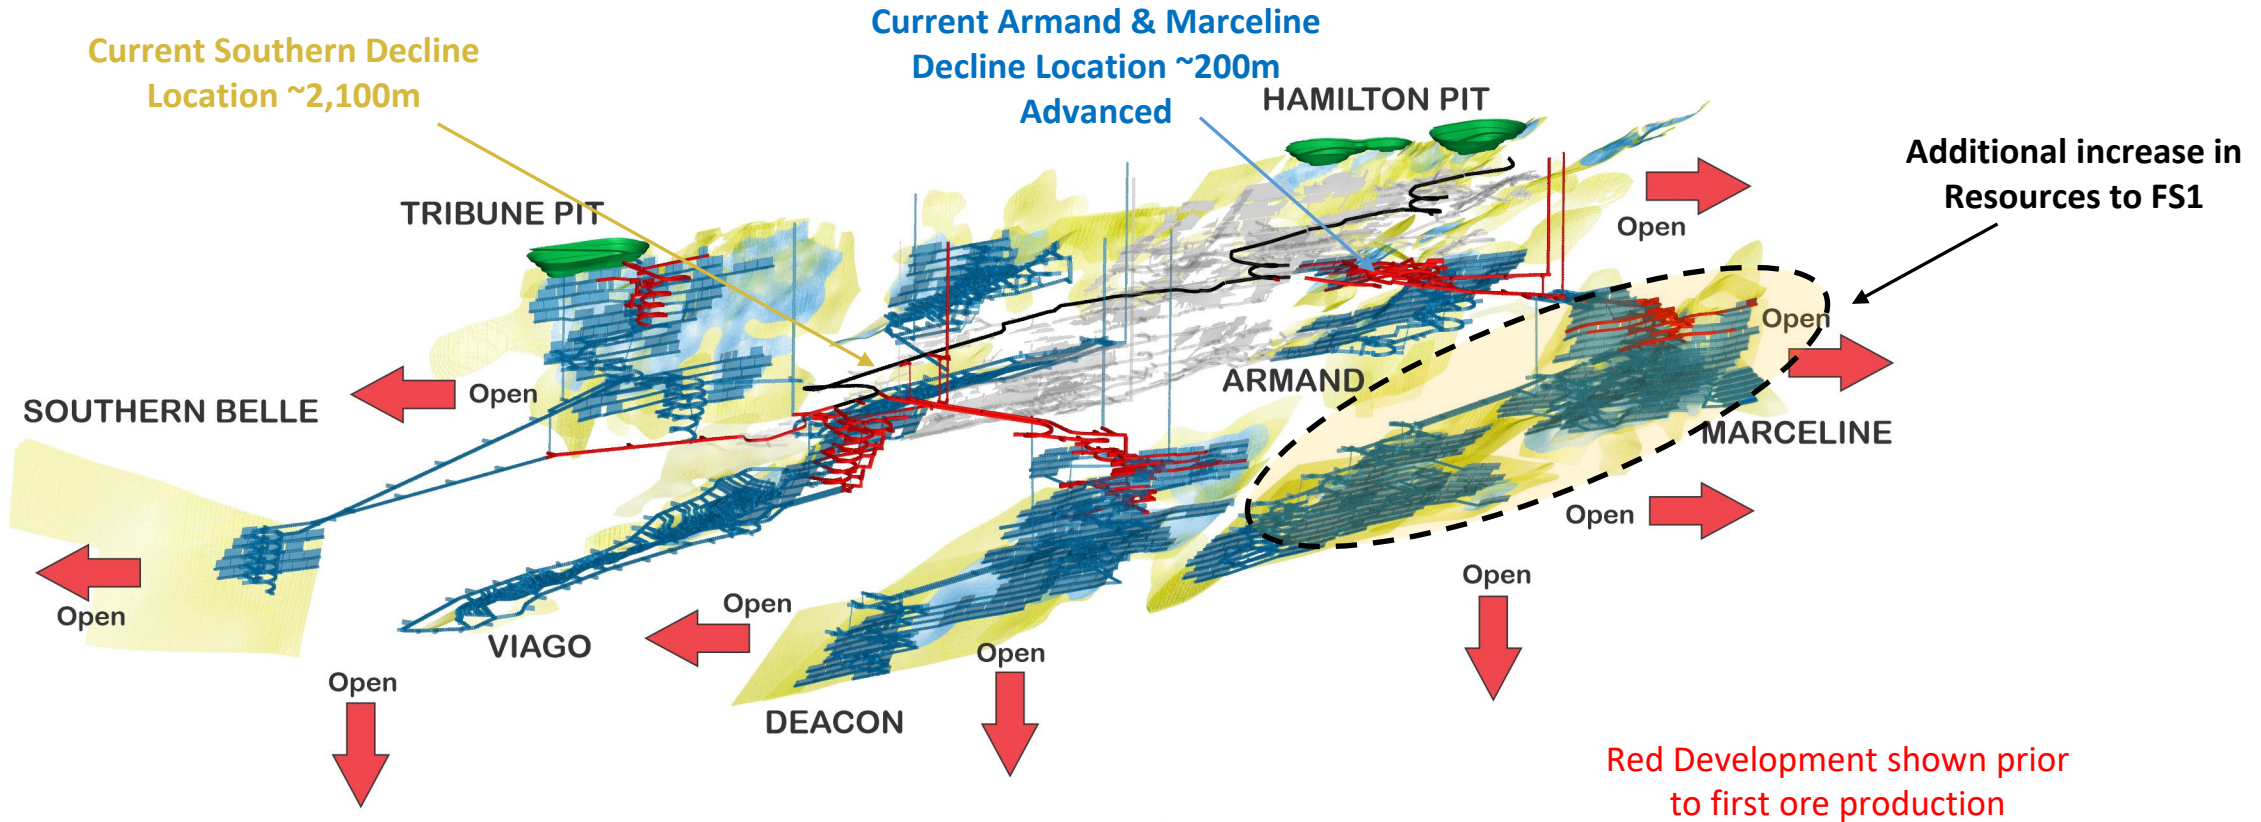 Current Southern Decline
Location ~2,100m
Current Armand & Marceline
Decline Location ~200m
Advanced
HAMILTON PIT
Additional increase in
Resources to FS1
TRIBUNE PIT
Open
Open
Open
SOUTHERN BELLE
ARMAND
MARCELINE
Open
Open
Open
Open
VIAGO
Open
Open
DEACON
Red Development shown prior
to first ore production